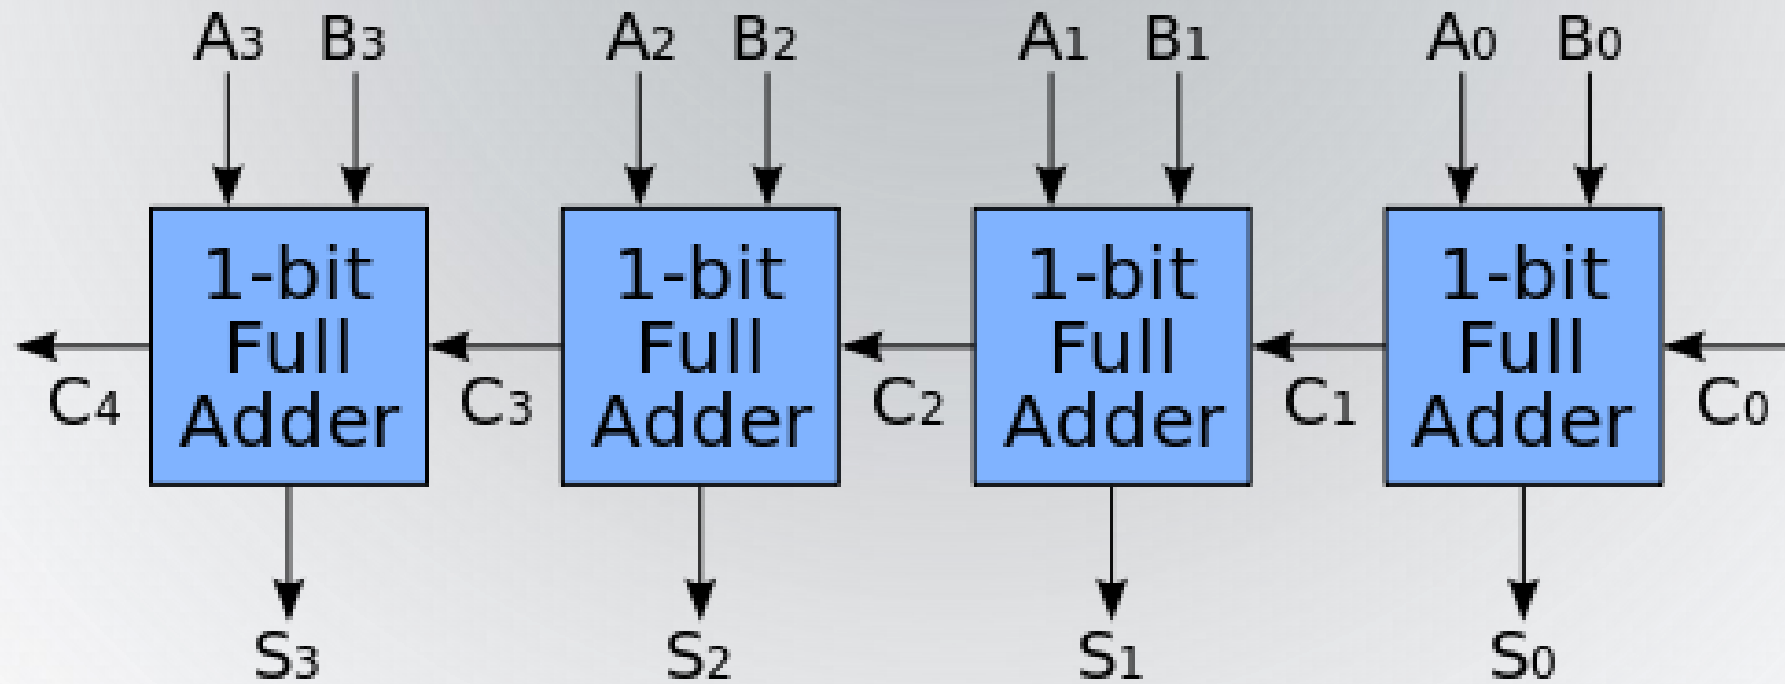 A3 B3 A2 B2 A1 B1 A0 B0
1-bit 1-bit 1-bit 1-bit
Full Full Full Full
C4 Adder C3 Adder C2 Adder C1 Adder C0
S3 S2 S1 S0